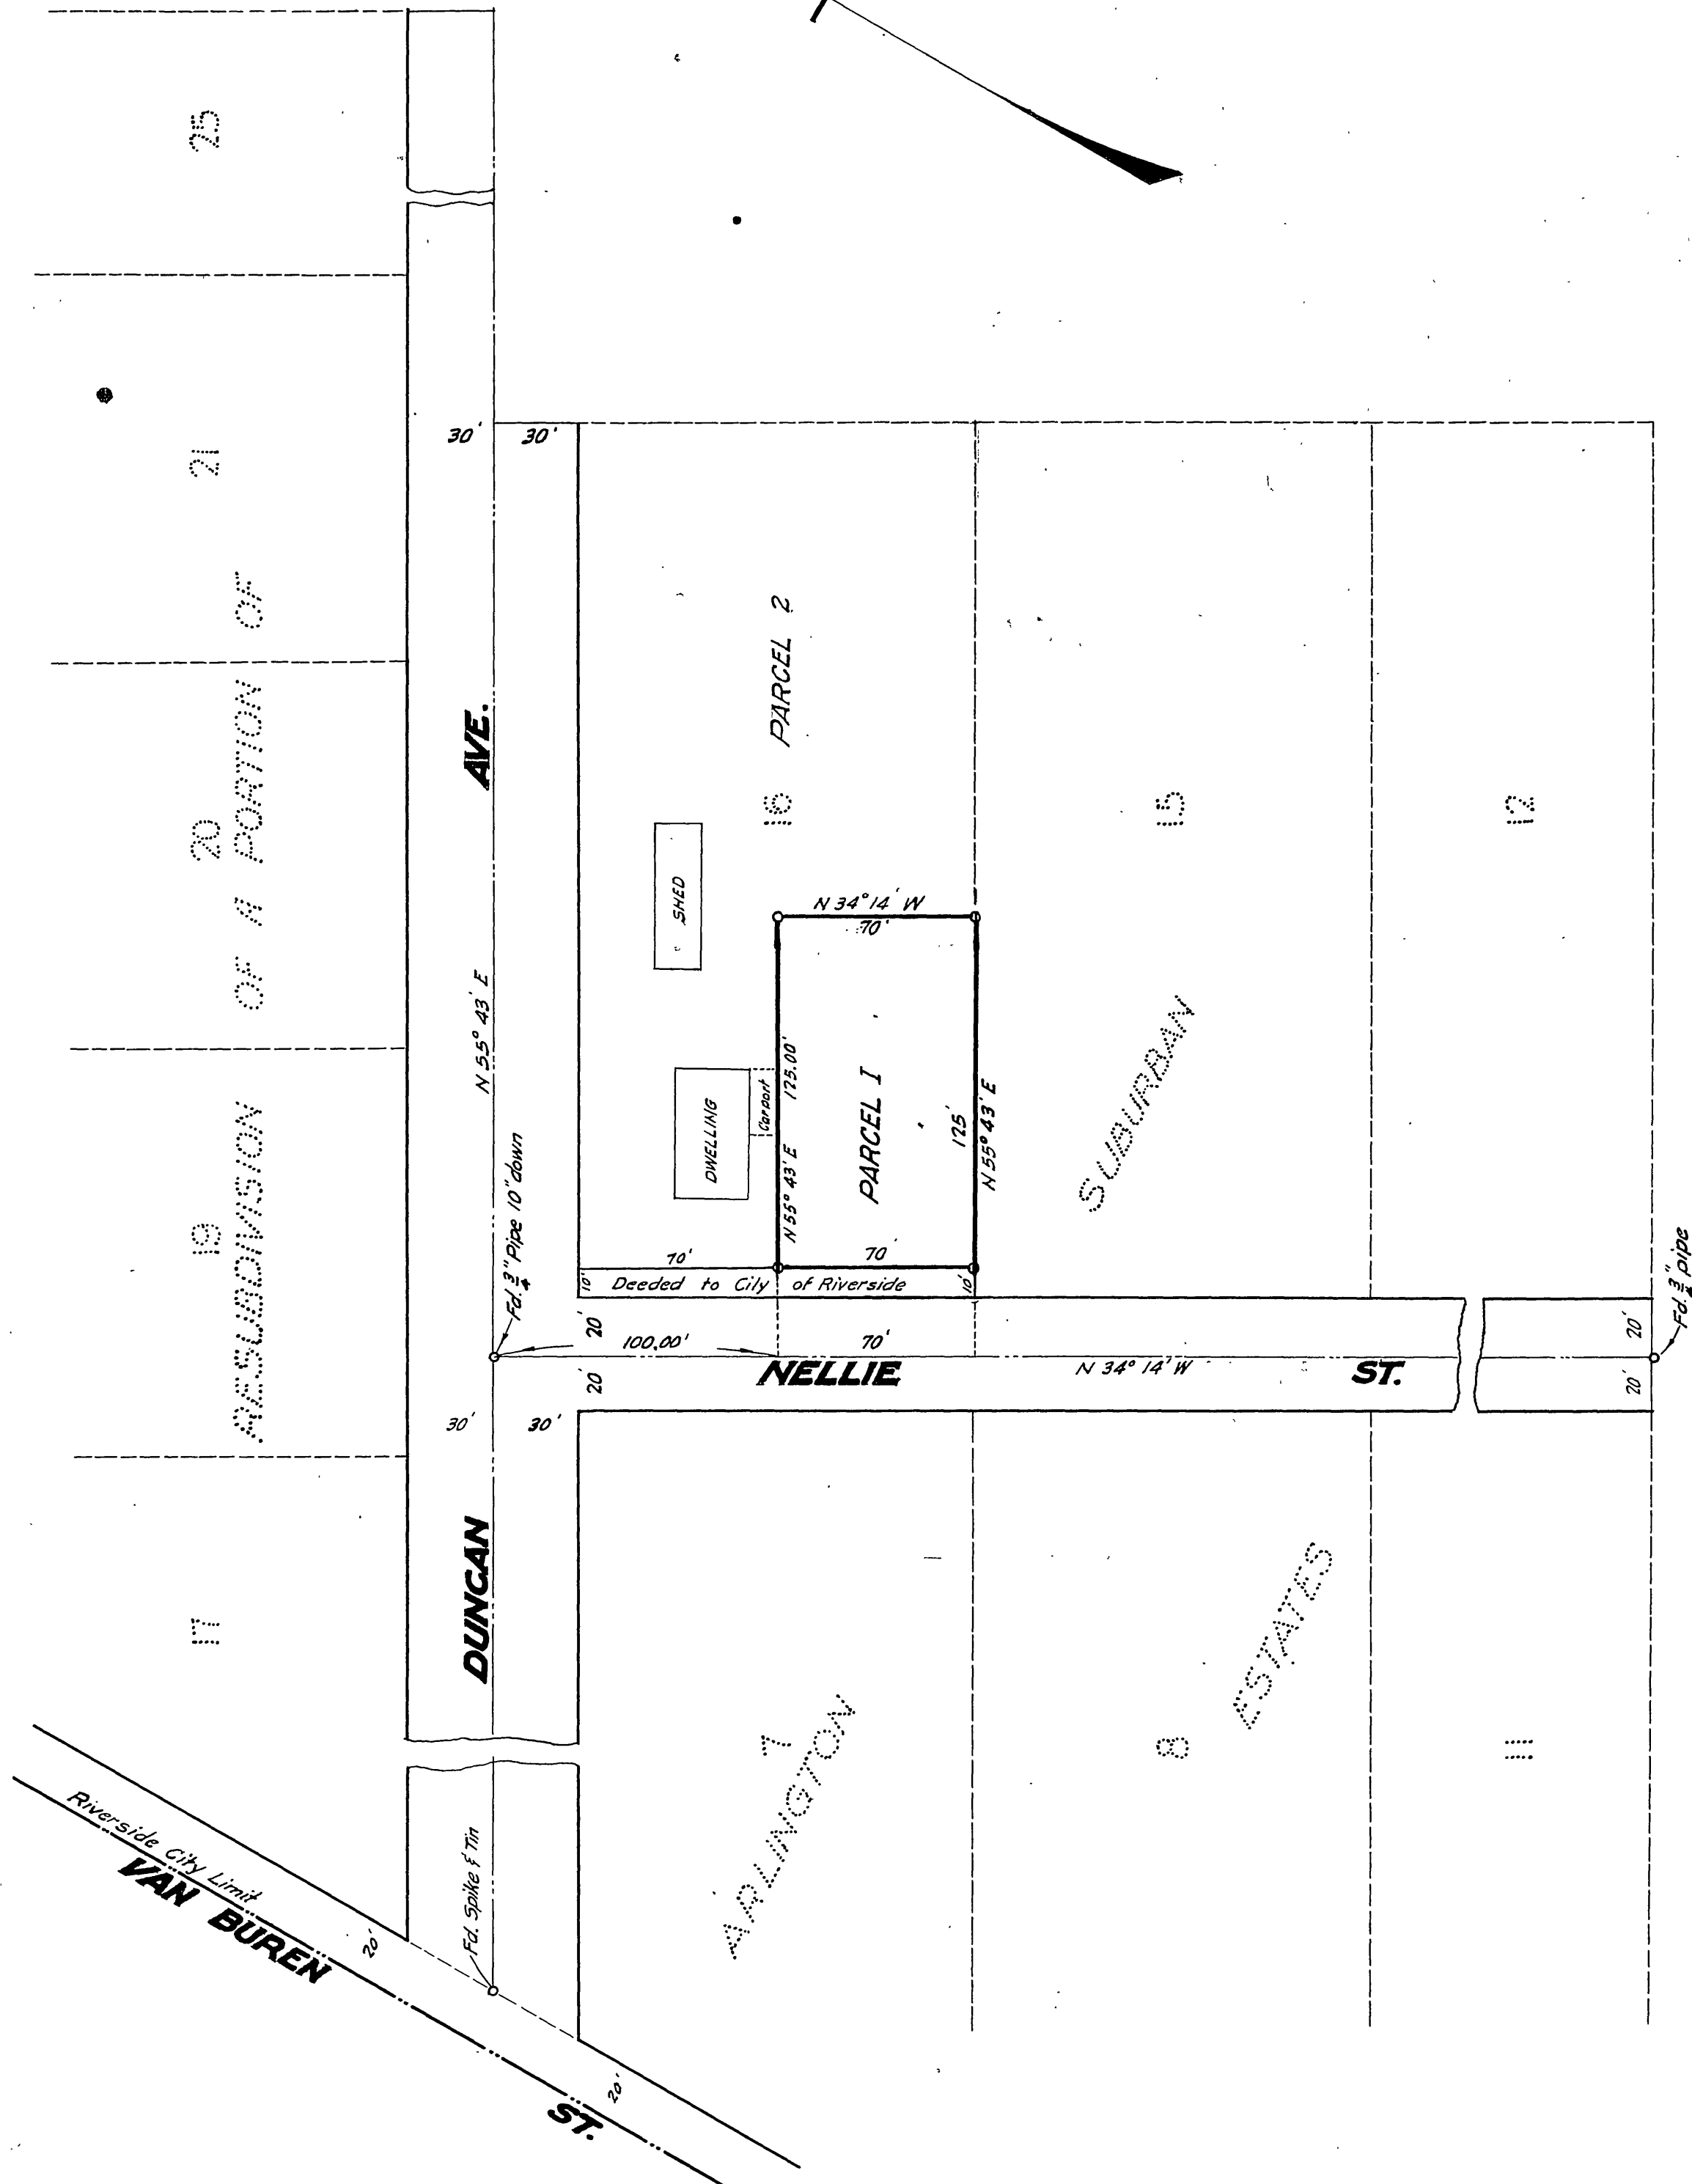 25
21
20
19
17
RESUBDIVISION OF A PORTION OF
DUNCAN AVE.
N 55° 43' E
30'
30'
30'
30'
Fd. 3/4" Pipe 10" down
Fd. Spike & Tin
Riverside City Limit
VAN BUREN ST.
20'
20'
SHED
DWELLING
Carport
16
PARCEL 2
N 34° 14' W
70'
N 55° 43' E 125.00'
PARCEL 1
125'
N 55° 43' E
70'
70'
10'
Deeded to City of Riverside
10'
20'
20'
100.00'
70'
NELLIE ST.
N 34° 14' W
20'
20'
Fd. 3/4" pipe
15
12
ARLINGTON SUBURBAN ESTATES
7
8
11